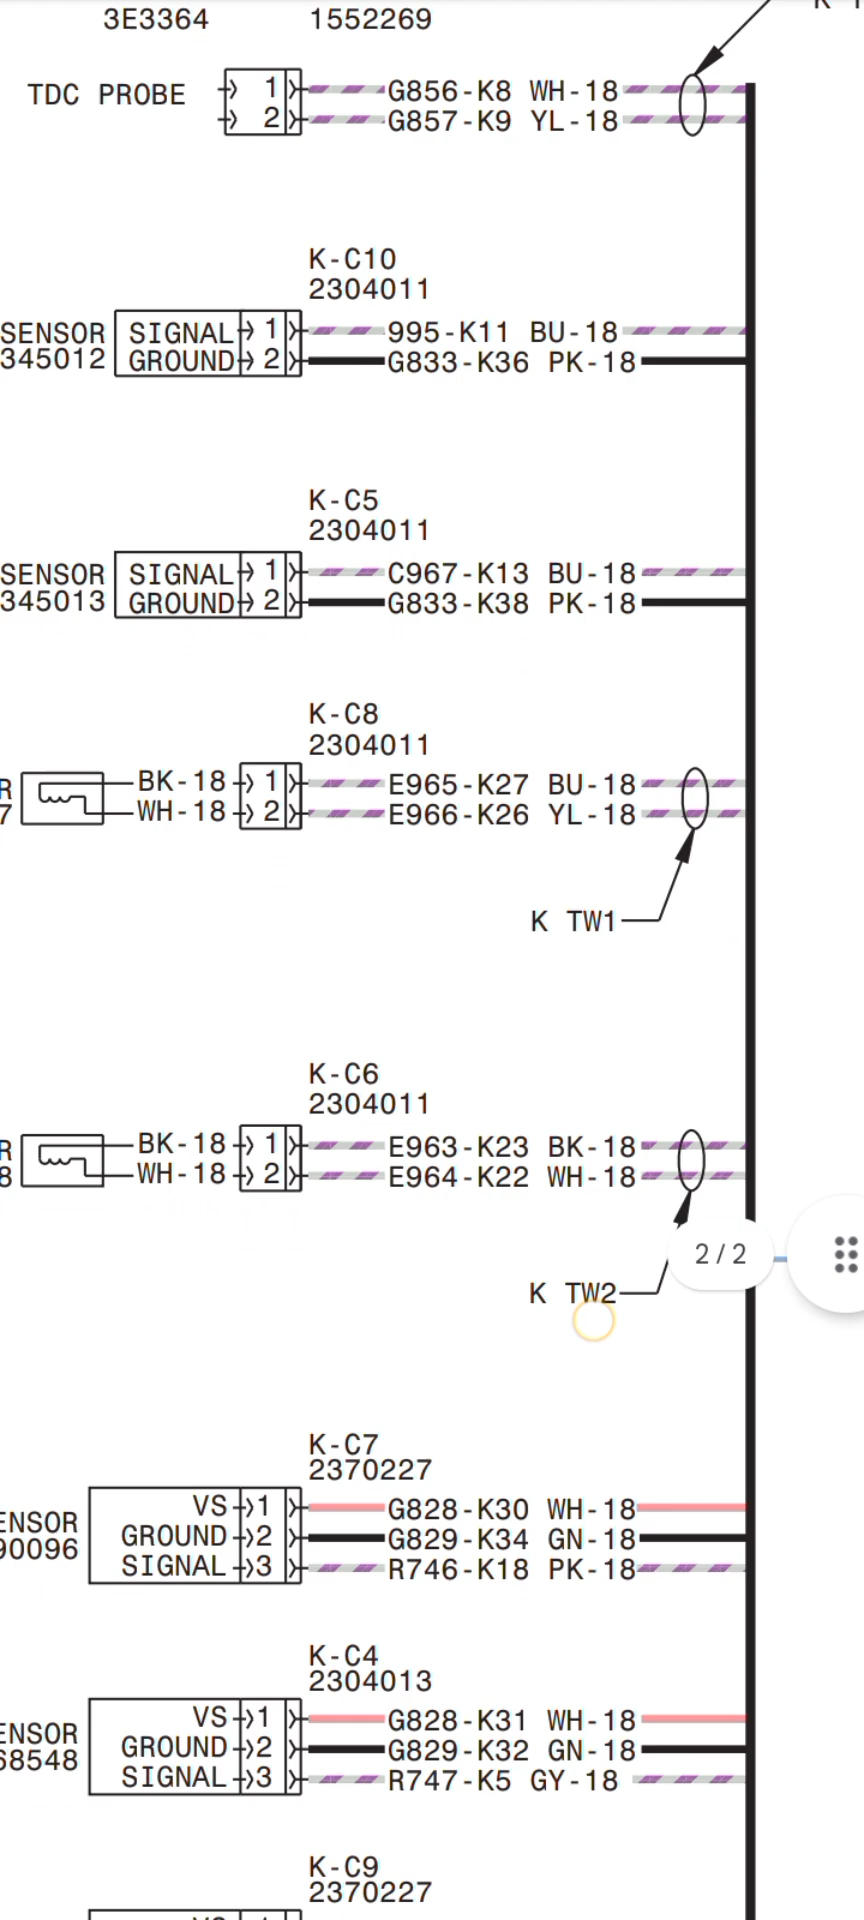 3E3364 1552269
TDC PROBE 1 G856-K8 WH-18
2 G857-K9 YL-18
K-C10
2304011
SENSOR SIGNAL 1 995-K11 BU-18
345012 GROUND 2 G833-K36 PK-18
K-C5
2304011
SENSOR SIGNAL 1 C967-K13 BU-18
345013 GROUND 2 G833-K38 PK-18
K-C8
2304011
R BK-18 1 E965-K27 BU-18
7 WH-18 2 E966-K26 YL-18
K TW1
K-C6
2304011
R BK-18 1 E963-K23 BK-18
8 WH-18 2 E964-K22 WH-18
2/2
K TW2
K-C7
2370227
VS 1 G828-K30 WH-18
ENSOR GROUND 2 G829-K34 GN-18
90096 SIGNAL 3 R746-K18 PK-18
K-C4
2304013
VS 1 G828-K31 WH-18
ENSOR GROUND 2 G829-K32 GN-18
68548 SIGNAL 3 R747-K5 GY-18
K-C9
2370227